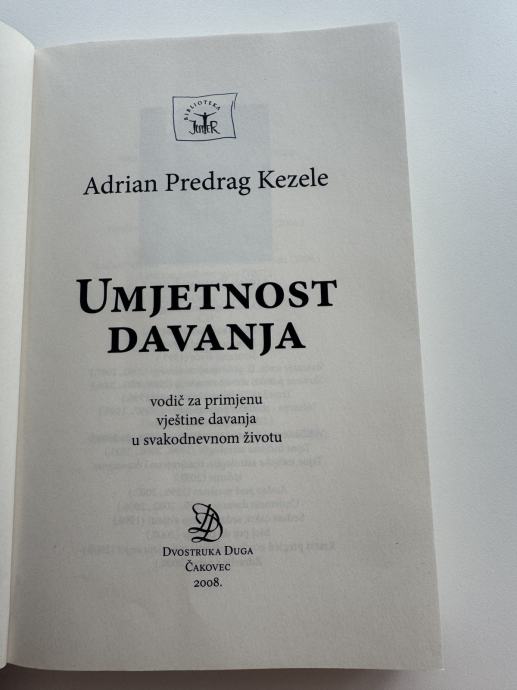 BIBLIOTEKA
JUPITER
Adrian Predrag Kezele
UMJETNOST
DAVANJA
vodič za primjenu
vještine davanja
u svakodnevnom životu
DVOSTRUKA DUGA
ČAKOVEC
2008.